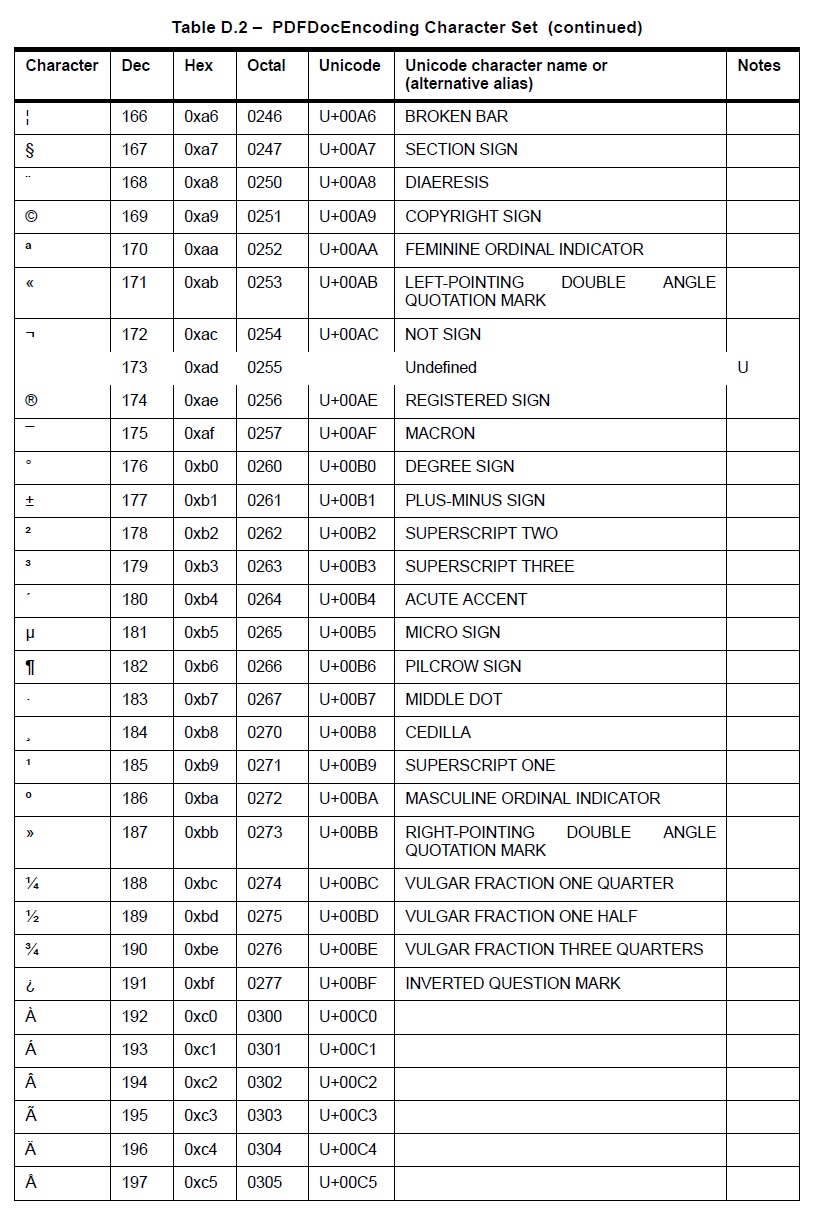 Table D.2 – PDFDocEncoding Character Set (continued)
Character Dec Hex Octal Unicode Unicode character name or (alternative alias) Notes
¦ 166 0xa6 0246 U+00A6 BROKEN BAR
§ 167 0xa7 0247 U+00A7 SECTION SIGN
¨ 168 0xa8 0250 U+00A8 DIAERESIS
© 169 0xa9 0251 U+00A9 COPYRIGHT SIGN
ª 170 0xaa 0252 U+00AA FEMININE ORDINAL INDICATOR
« 171 0xab 0253 U+00AB LEFT-POINTING DOUBLE ANGLE
QUOTATION MARK
¬ 172 0xac 0254 U+00AC NOT SIGN
173 0xad 0255 Undefined U
® 174 0xae 0256 U+00AE REGISTERED SIGN
¯ 175 0xaf 0257 U+00AF MACRON
° 176 0xb0 0260 U+00B0 DEGREE SIGN
± 177 0xb1 0261 U+00B1 PLUS-MINUS SIGN
² 178 0xb2 0262 U+00B2 SUPERSCRIPT TWO
³ 179 0xb3 0263 U+00B3 SUPERSCRIPT THREE
´ 180 0xb4 0264 U+00B4 ACUTE ACCENT
µ 181 0xb5 0265 U+00B5 MICRO SIGN
¶ 182 0xb6 0266 U+00B6 PILCROW SIGN
· 183 0xb7 0267 U+00B7 MIDDLE DOT
¸ 184 0xb8 0270 U+00B8 CEDILLA
¹ 185 0xb9 0271 U+00B9 SUPERSCRIPT ONE
º 186 0xba 0272 U+00BA MASCULINE ORDINAL INDICATOR
» 187 0xbb 0273 U+00BB RIGHT-POINTING DOUBLE ANGLE
QUOTATION MARK
¼ 188 0xbc 0274 U+00BC VULGAR FRACTION ONE QUARTER
½ 189 0xbd 0275 U+00BD VULGAR FRACTION ONE HALF
¾ 190 0xbe 0276 U+00BE VULGAR FRACTION THREE QUARTERS
¿ 191 0xbf 0277 U+00BF INVERTED QUESTION MARK
À 192 0xc0 0300 U+00C0
Á 193 0xc1 0301 U+00C1
Â 194 0xc2 0302 U+00C2
Ã 195 0xc3 0303 U+00C3
Ä 196 0xc4 0304 U+00C4
Å 197 0xc5 0305 U+00C5